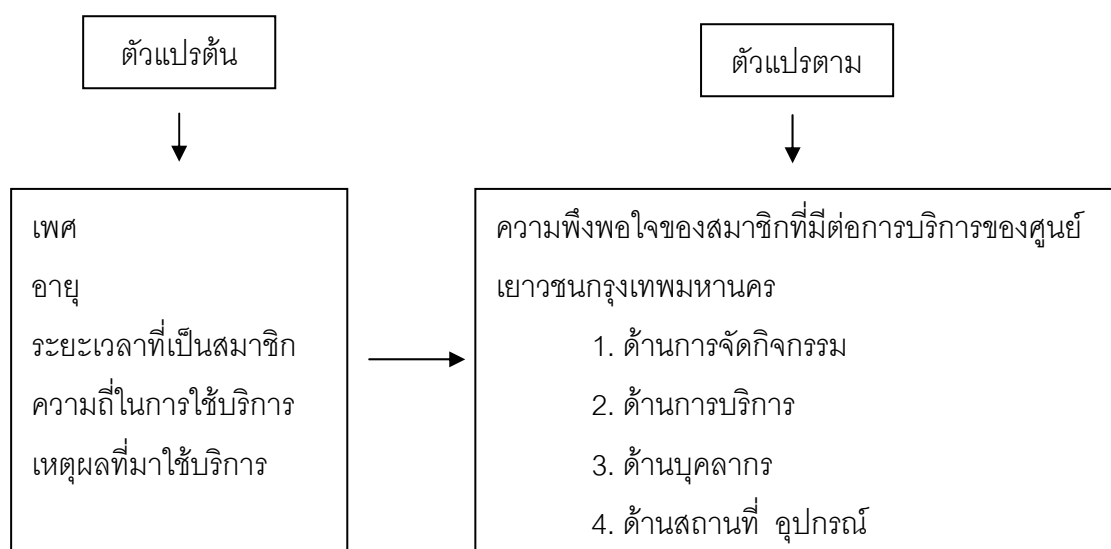 ตัวแปรต้น
ตัวแปรตาม
เพศ
อายุ
ระยะเวลาที่เป็นสมาชิก
ความถี่ในการใช้บริการ
เหตุผลที่มาใช้บริการ
ความพึงพอใจของสมาชิกที่มีต่อการบริการของศูนย์
เยาวชนกรุงเทพมหานคร
1. ด้านการจัดกิจกรรม
2. ด้านการบริการ
3. ด้านบุคลากร
4. ด้านสถานที่ อุปกรณ์